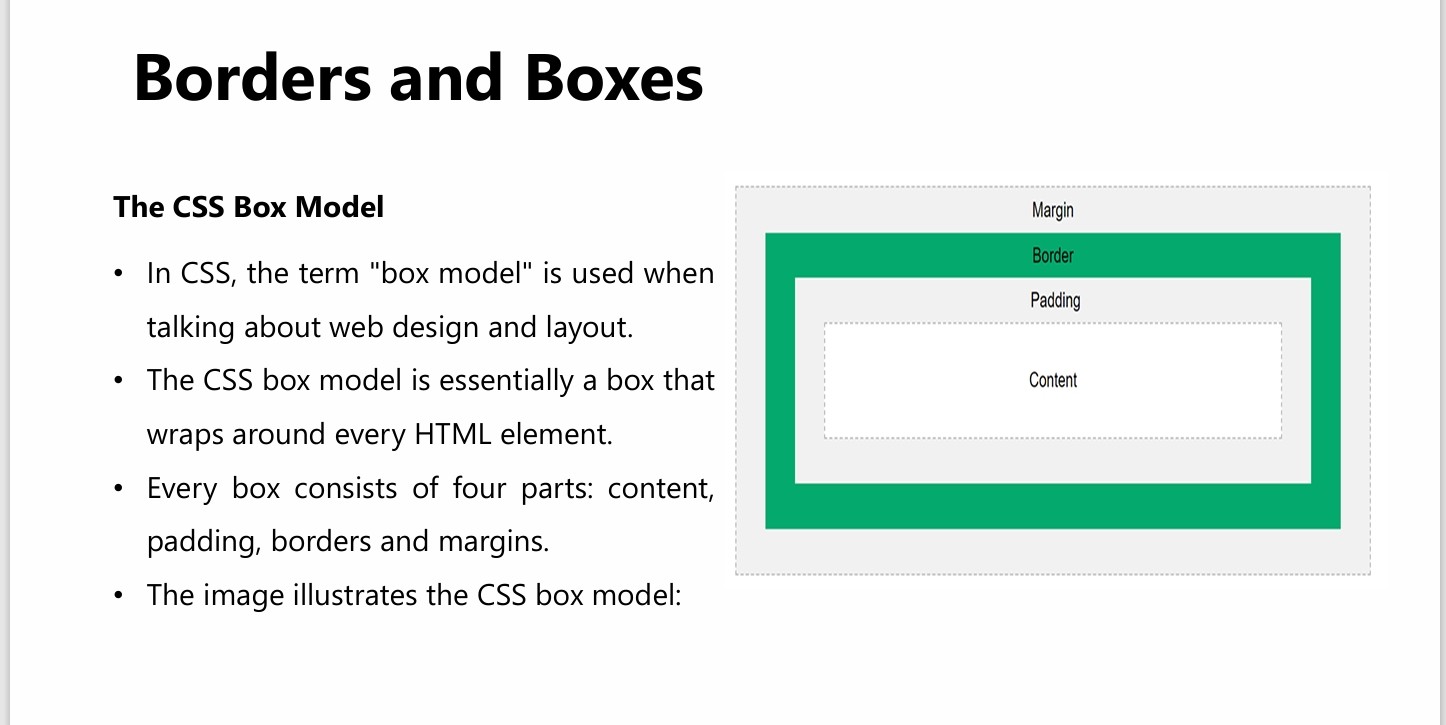 Borders and Boxes
The CSS Box Model
• In CSS, the term "box model" is used when
talking about web design and layout.
• The CSS box model is essentially a box that
wraps around every HTML element.
• Every box consists of four parts: content,
padding, borders and margins.
• The image illustrates the CSS box model:
Margin
Border
Padding
Content